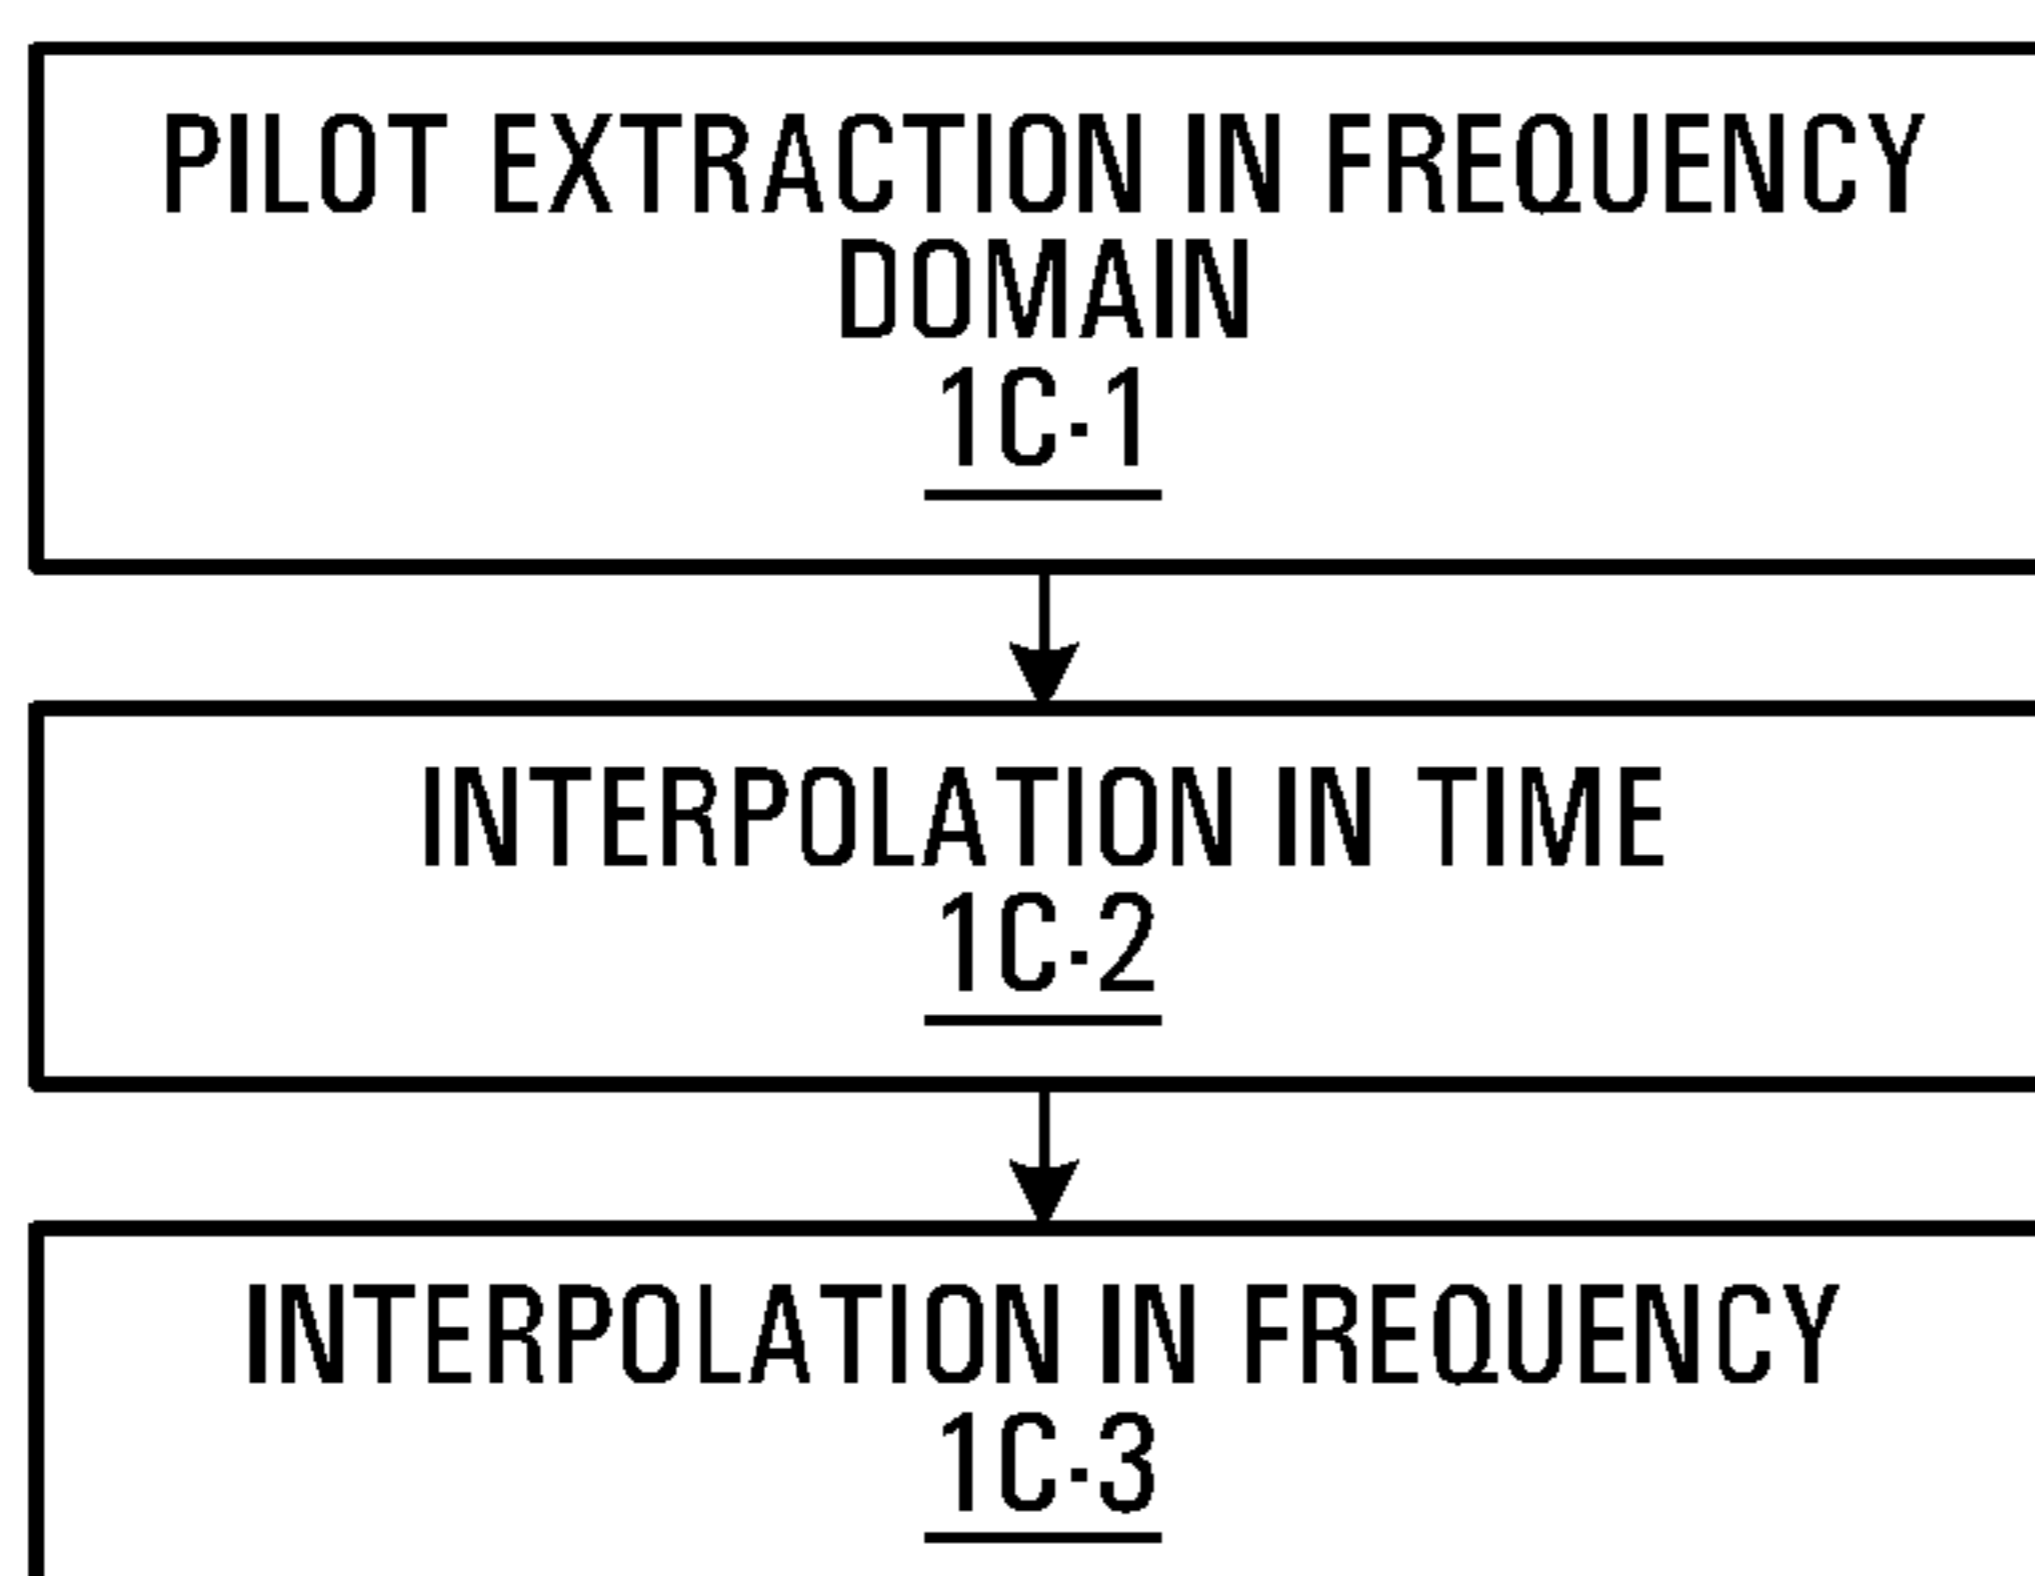 PILOT EXTRACTION IN FREQUENCY
DOMAIN
1C-1
INTERPOLATION IN TIME
1C-2
INTERPOLATION IN FREQUENCY
1C-3